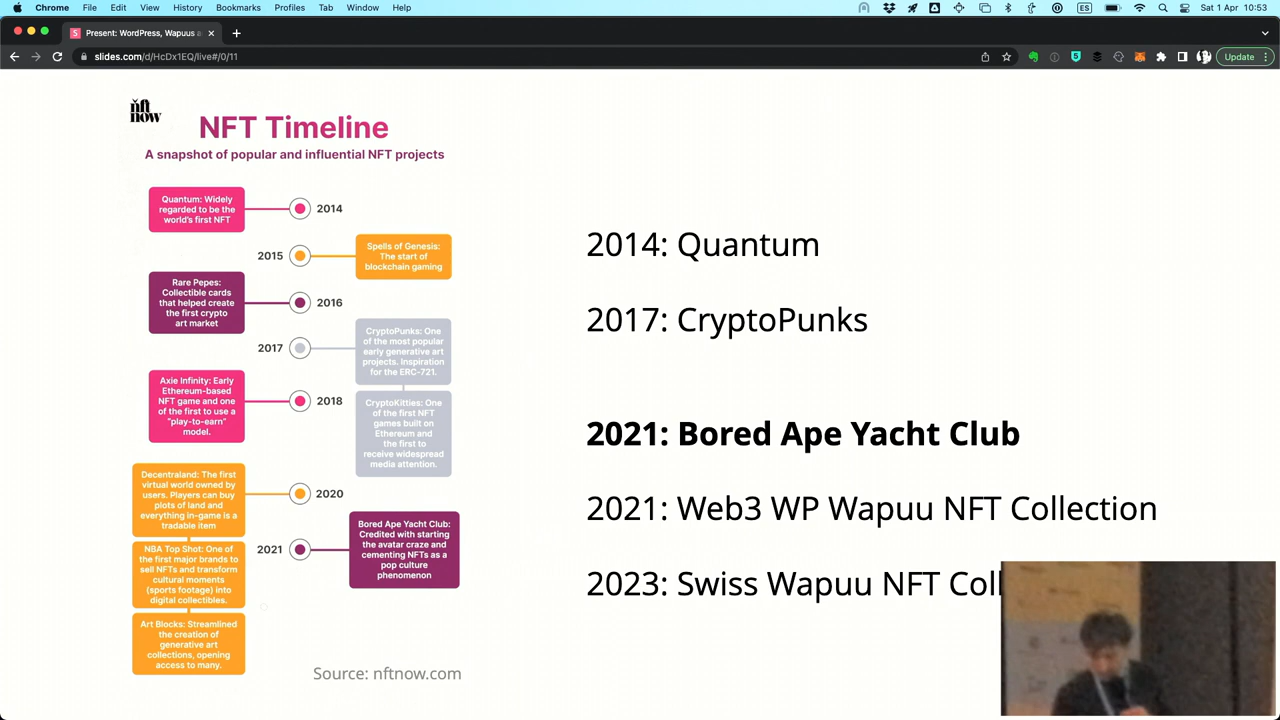 Chrome File Edit View History Bookmarks Profiles Tab Window Help
ES
Sat 1 Apr 10:53
S Present: WordPress, Wapuus a
slides.com/d/HcDx1EQ/live#/0/11
5
Update
nft
now
NFT Timeline
A snapshot of popular and influential NFT projects
Quantum: Widely
regarded to be the
world's first NFT
2014
2015
Spells of Genesis:
The start of
blockchain gaming
Rare Pepes:
Collectible cards
that helped create
the first crypto
art market
2016
2017
CryptoPunks: One
of the most popular
early generative art
projects. Inspiration
for the ERC-721.
Axie Infinity: Early
Ethereum-based
NFT game and one
of the first to use a
"play-to-earn"
model.
2018
CryptoKitties: One
of the first NFT
games built on
Ethereum and
the first to
receive widespread
media attention.
Decentraland: The first
virtual world owned by
users. Players can buy
plots of land and
everything in-game is a
tradable item
2020
NBA Top Shot: One of
the first major brands to
sell NFTs and transform
cultural moments
(sports footage) into
digital collectibles.
2021
Bored Ape Yacht Club:
Credited with starting
the avatar craze and
cementing NFTs as a
pop culture
phenomenon
Art Blocks: Streamlined
the creation of
generative art
collections, opening
access to many.
Source: nftnow.com
2014: Quantum
2017: CryptoPunks
2021: Bored Ape Yacht Club
2021: Web3 WP Wapuu NFT Collection
2023: Swiss Wapuu NFT Coll